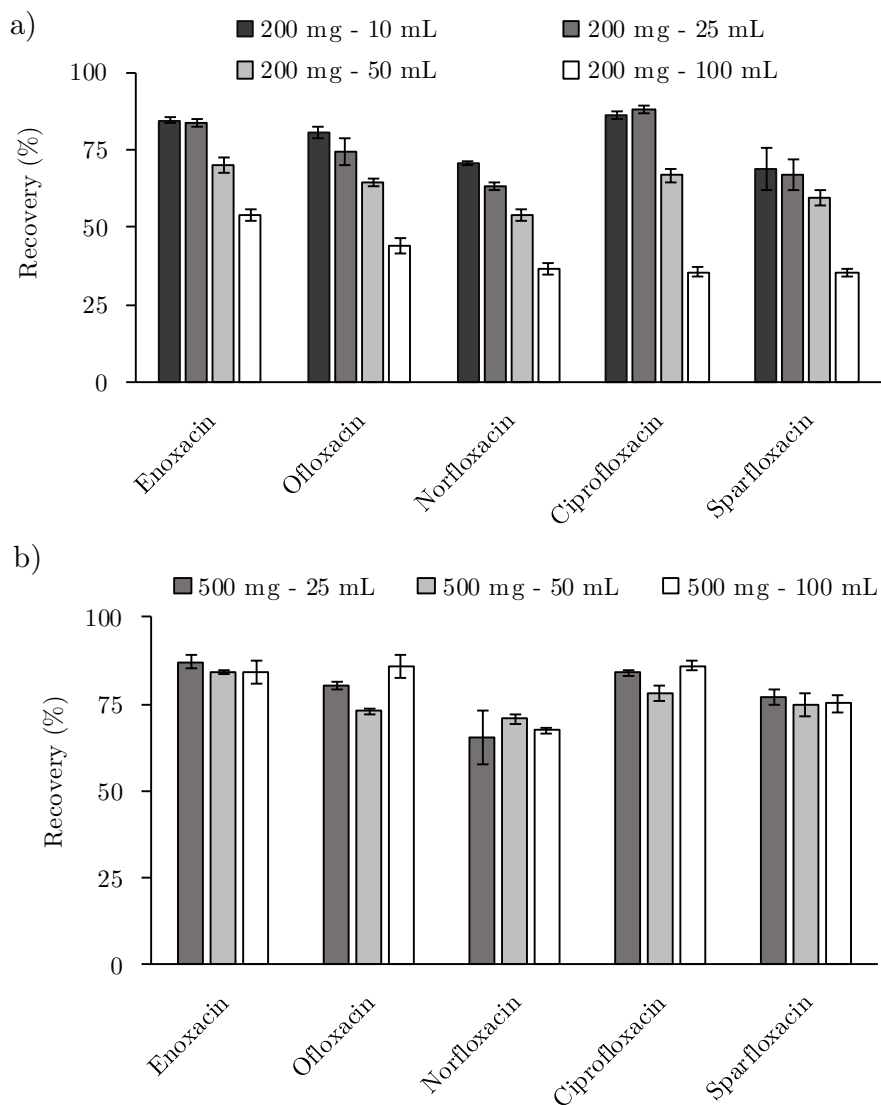 a)
200 mg - 10 mL
200 mg - 25 mL
200 mg - 50 mL
200 mg - 100 mL
100
75
50
25
0
Recovery (%)
Enoxacin
Ofloxacin
Norfloxacin
Ciprofloxacin
Sparfloxacin
b)
500 mg - 25 mL
500 mg - 50 mL
500 mg - 100 mL
100
75
50
25
0
Recovery (%)
Enoxacin
Ofloxacin
Norfloxacin
Ciprofloxacin
Sparfloxacin